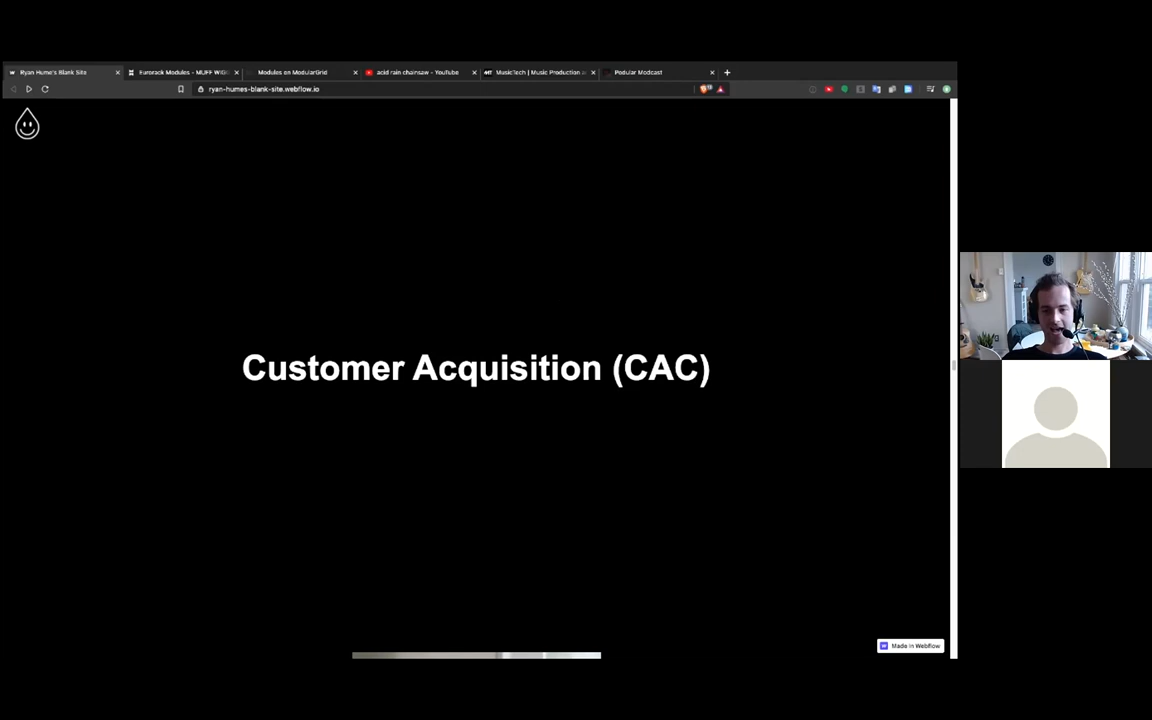 Ryan Hume's Blank Site
Eurorack Modules - MUFF WIG
Modules on ModularGrid
acid rain chainsaw - YouTube
MusicTech | Music Production a
Podular Modcast
ryan-humes-blank-site.webflow.io
Customer Acquisition (CAC)
Made in Webflow